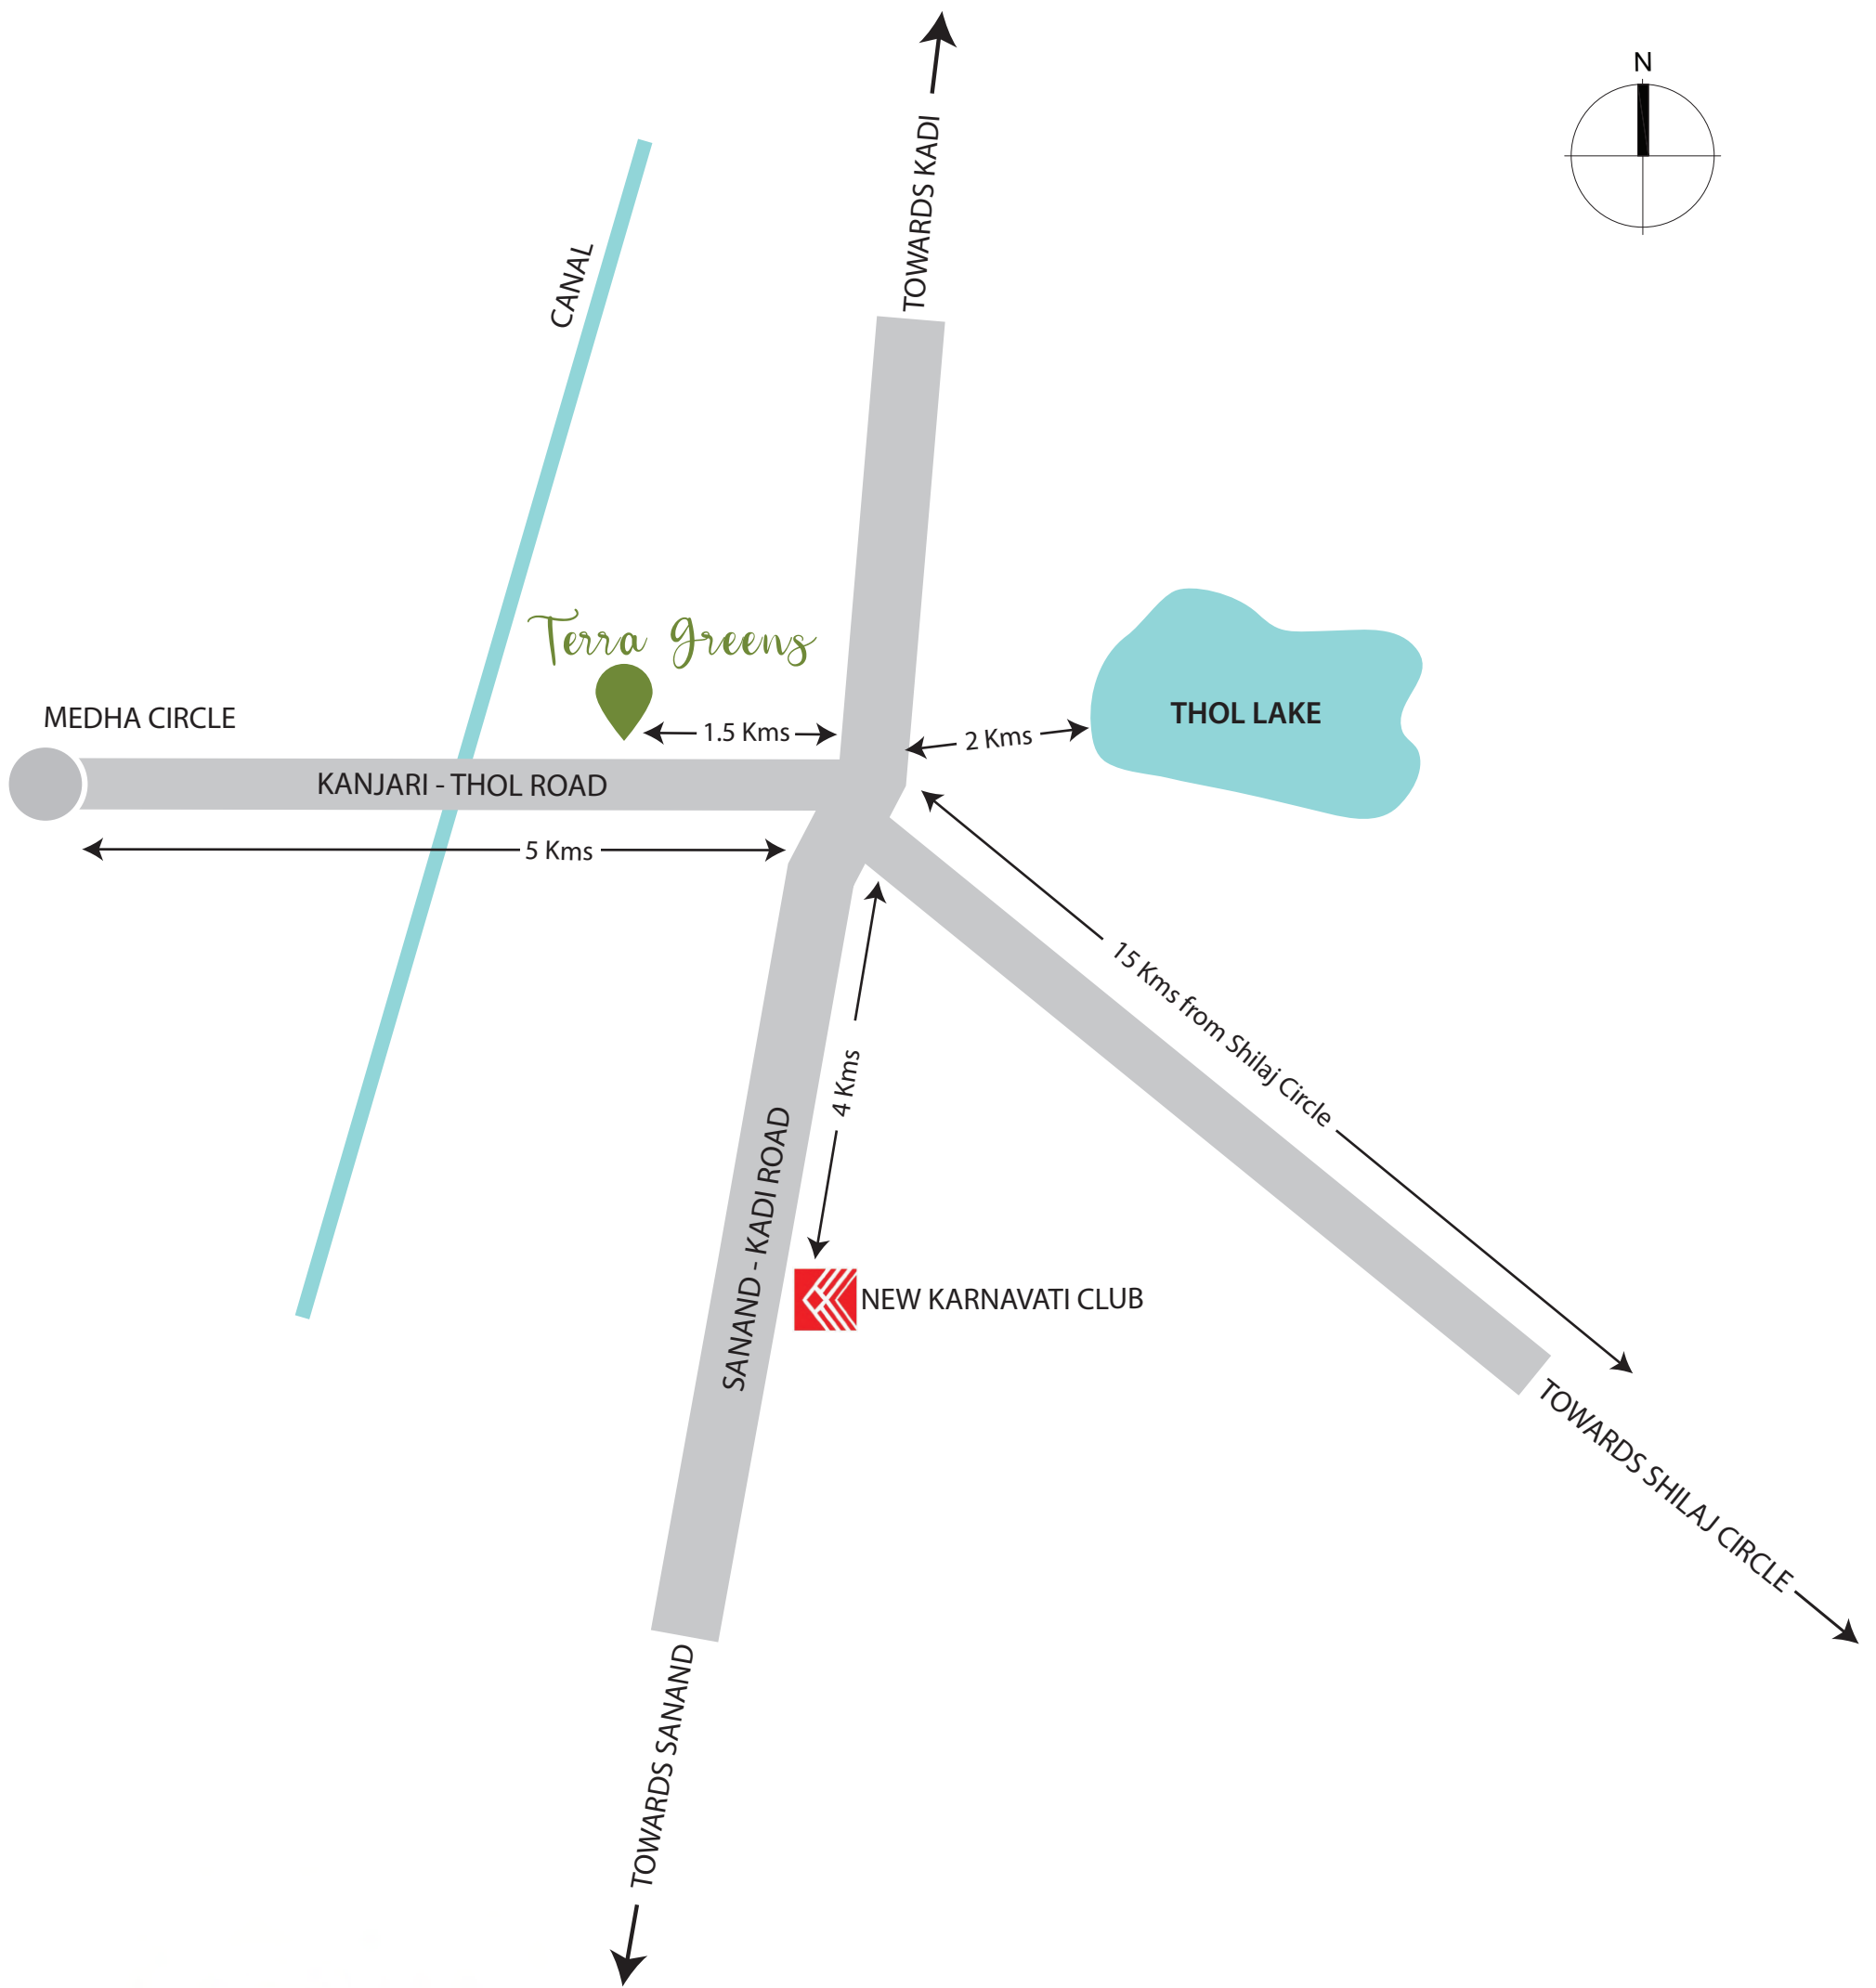 N
TOWARDS KADI
CANAL
Terra Greens
MEDHA CIRCLE
1.5 Kms
2 Kms
THOL LAKE
KANJARI - THOL ROAD
5 Kms
15 Kms from Shilaj Circle
4 Kms
SANAND - KADI ROAD
NEW KARNAVATI CLUB
TOWARDS SHILAJ CIRCLE
TOWARDS SANAND